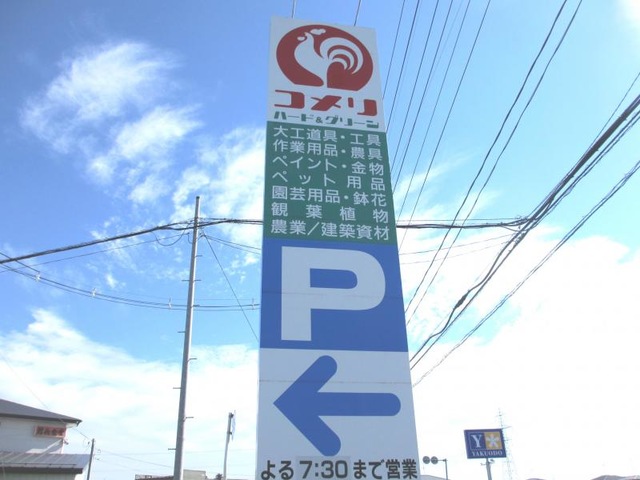 コメリ
ハード&グリーン
大工道具・工具
作業用品・農具
ペイント・金物
ペット用品
園芸用品・鉢花
観葉植物
農業/建築資材
P
よる7:30まで営業
Y
YAKUODO